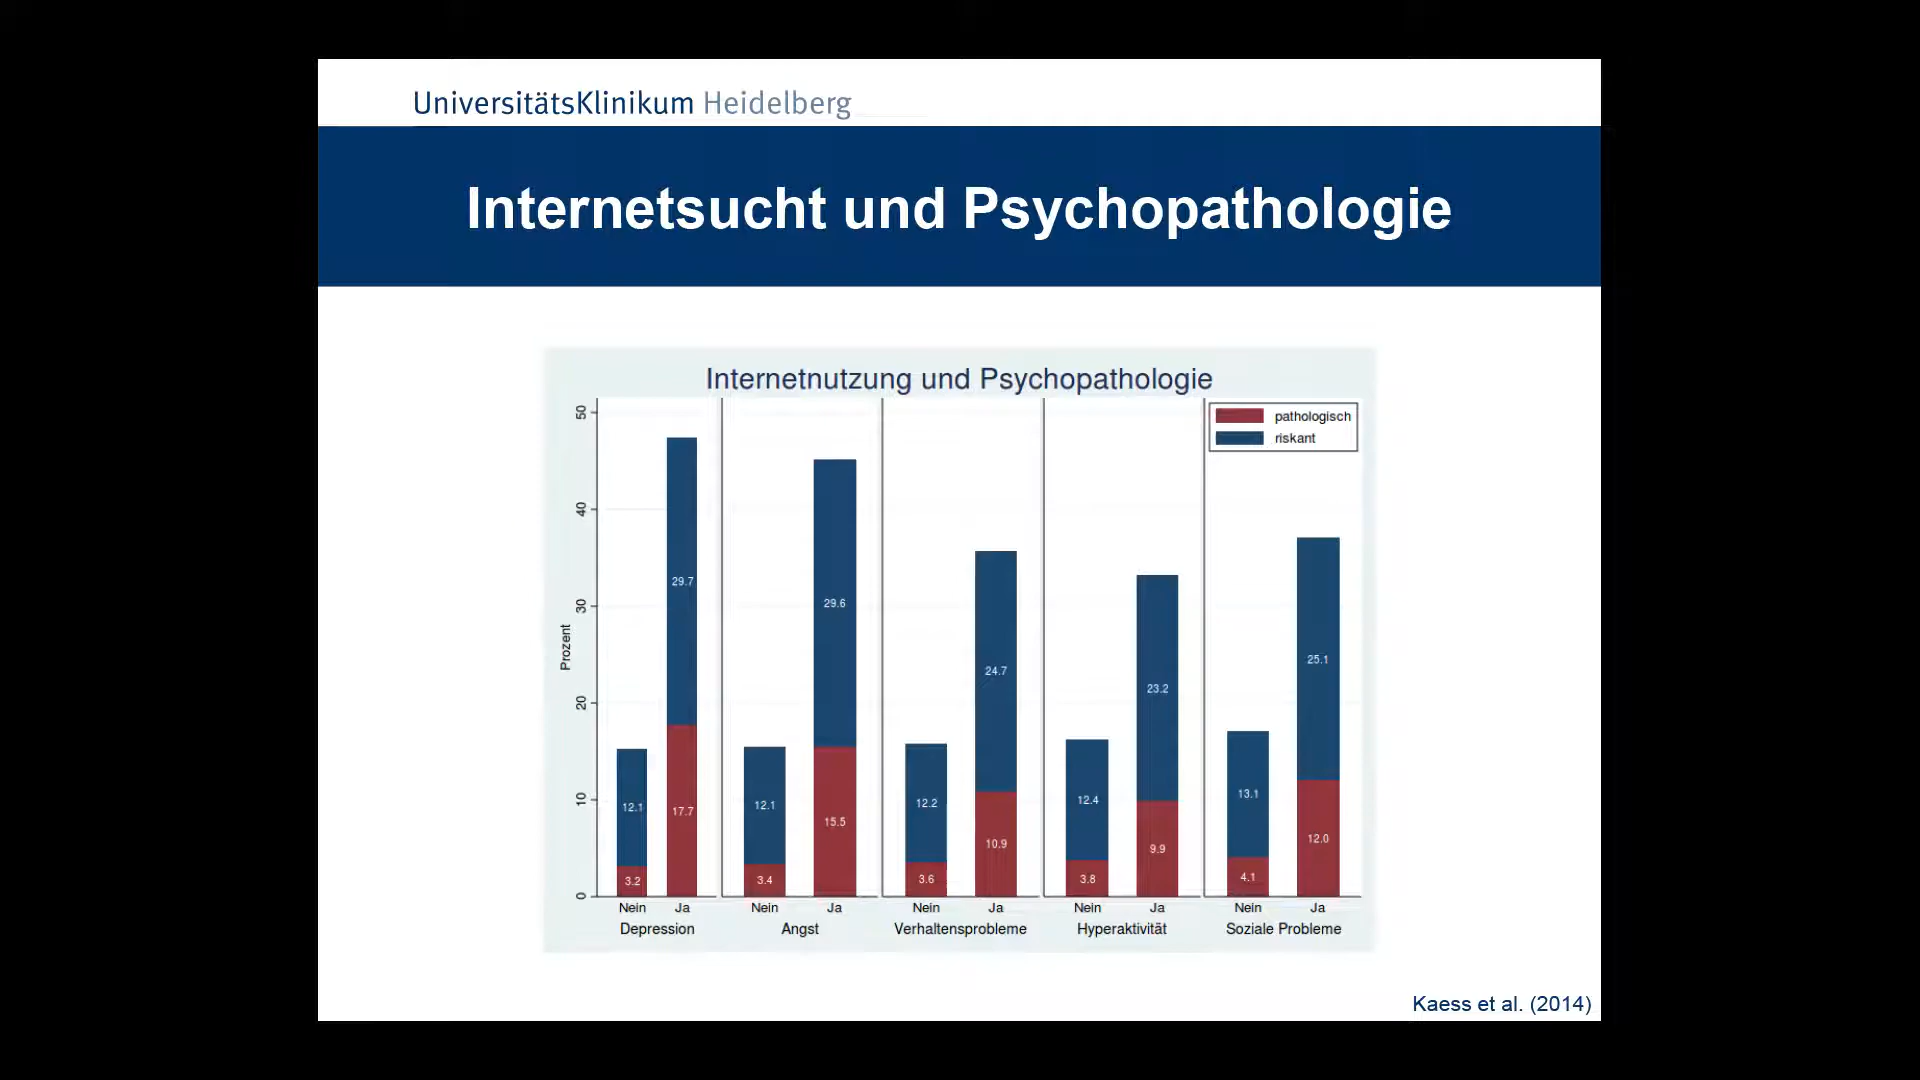 UniversitätsKlinikum Heidelberg
Internetsucht und Psychopathologie
Internetnutzung und Psychopathologie
pathologisch
riskant
Prozent
50
40
30
20
10
0
12.1
3.2
29.7
17.7
12.1
3.4
29.6
15.5
12.2
3.6
24.7
10.9
12.4
3.8
23.2
9.9
13.1
4.1
25.1
12.0
Nein Ja Nein Ja Nein Ja Nein Ja Nein Ja
Depression Angst Verhaltensprobleme Hyperaktivität Soziale Probleme
Kaess et al. (2014)